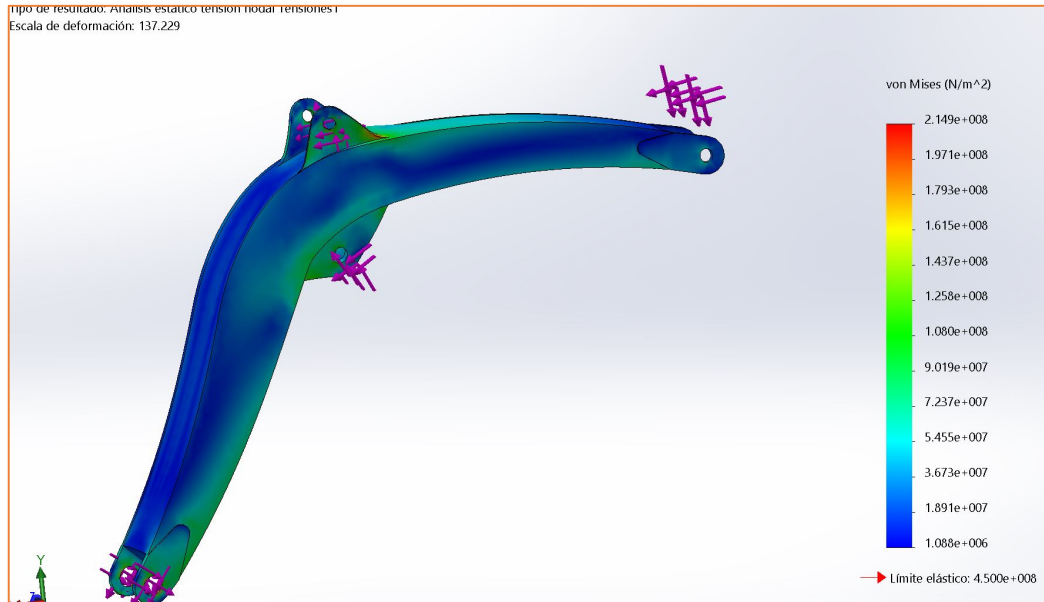 Tipo de resultado: Análisis estático tensión nodal Tensiones1
Escala de deformación: 137.229
von Mises (N/m^2)
2.149e+008
1.971e+008
1.793e+008
1.615e+008
1.437e+008
1.258e+008
1.080e+008
9.019e+007
7.237e+007
5.455e+007
3.673e+007
1.891e+007
1.088e+006
Límite elástico: 4.500e+008
Y
Z